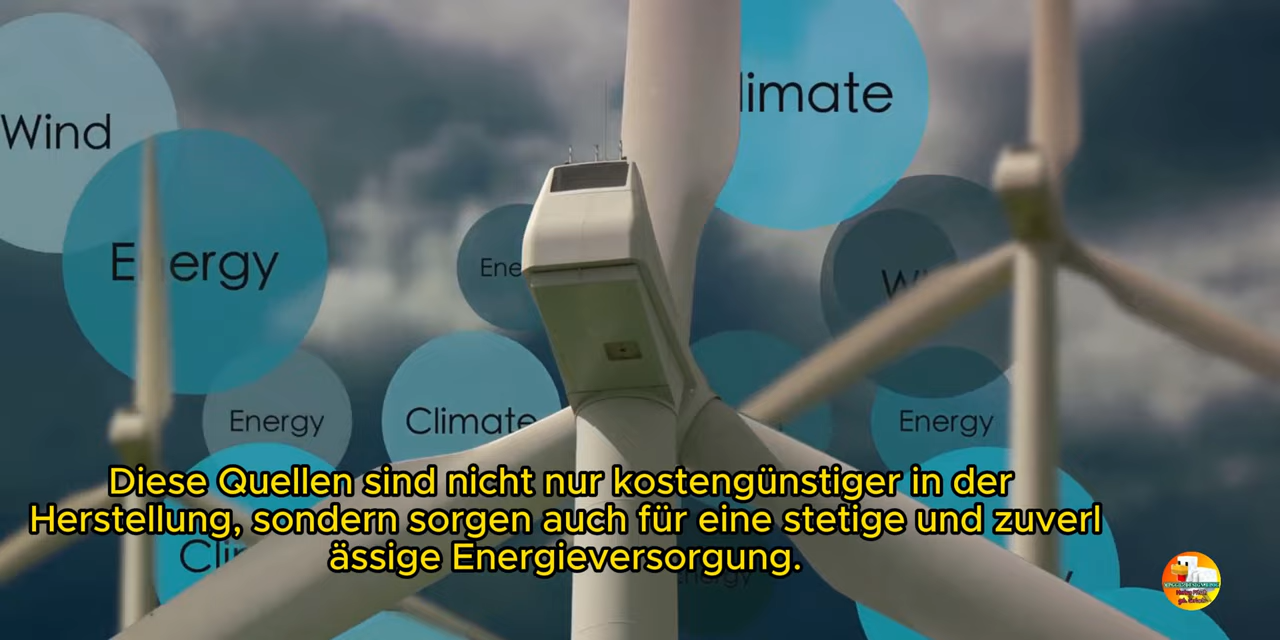 limate
Wind
Energy
Ene
Energy
Climate
Energy
Diese Quellen sind nicht nur kostengünstiger in der
Herstellung, sondern sorgen auch für eine stetige und zuverl
ässige Energieversorgung.